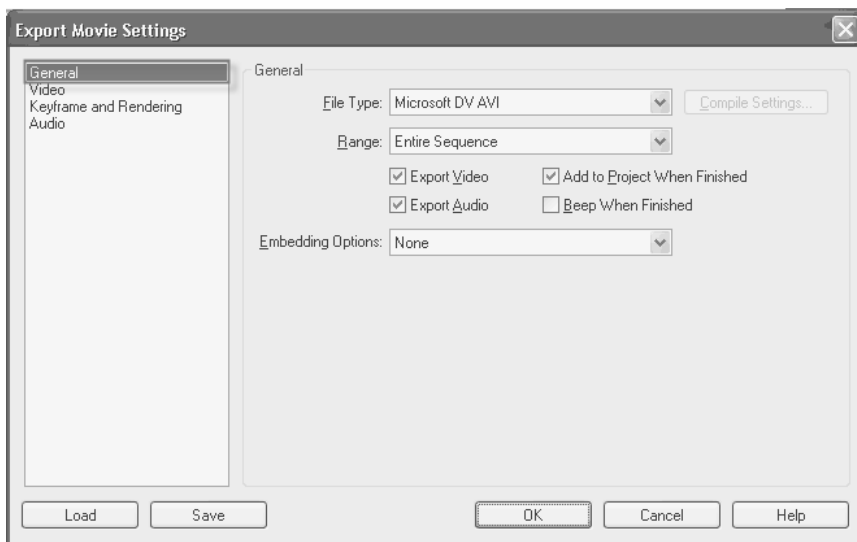 Export Movie Settings
General
Video
Keyframe and Rendering
Audio
General
File Type: Microsoft DV AVI Compile Settings...
Range: Entire Sequence
Export Video Add to Project When Finished
Export Audio Beep When Finished
Embedding Options: None
Load Save OK Cancel Help